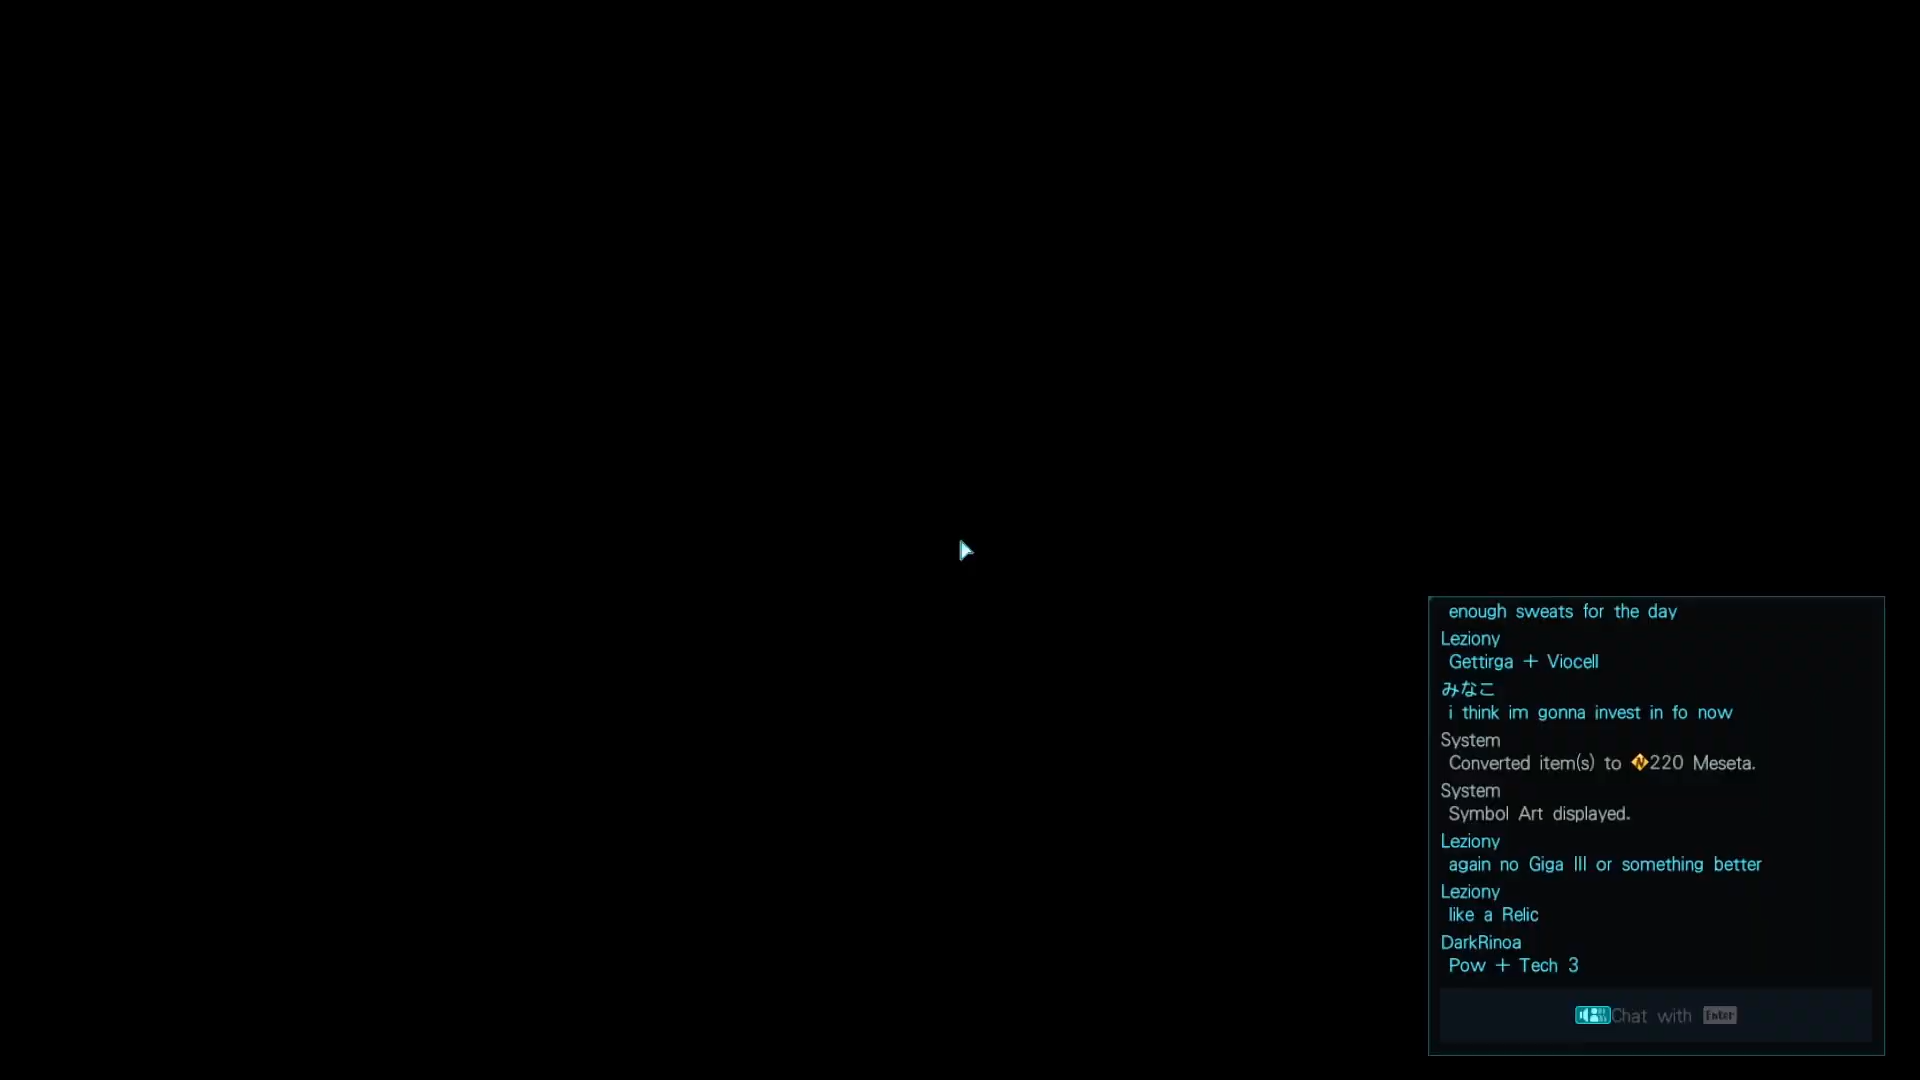 enough sweats for the day
Leziony
Gettirga + Viocell
みなこ
i think im gonna invest in fo now
System
Converted item(s) to N220 Meseta.
System
Symbol Art displayed.
Leziony
again no Giga III or something better
Leziony
like a Relic
DarkRinoa
Pow + Tech 3
Chat with Enter